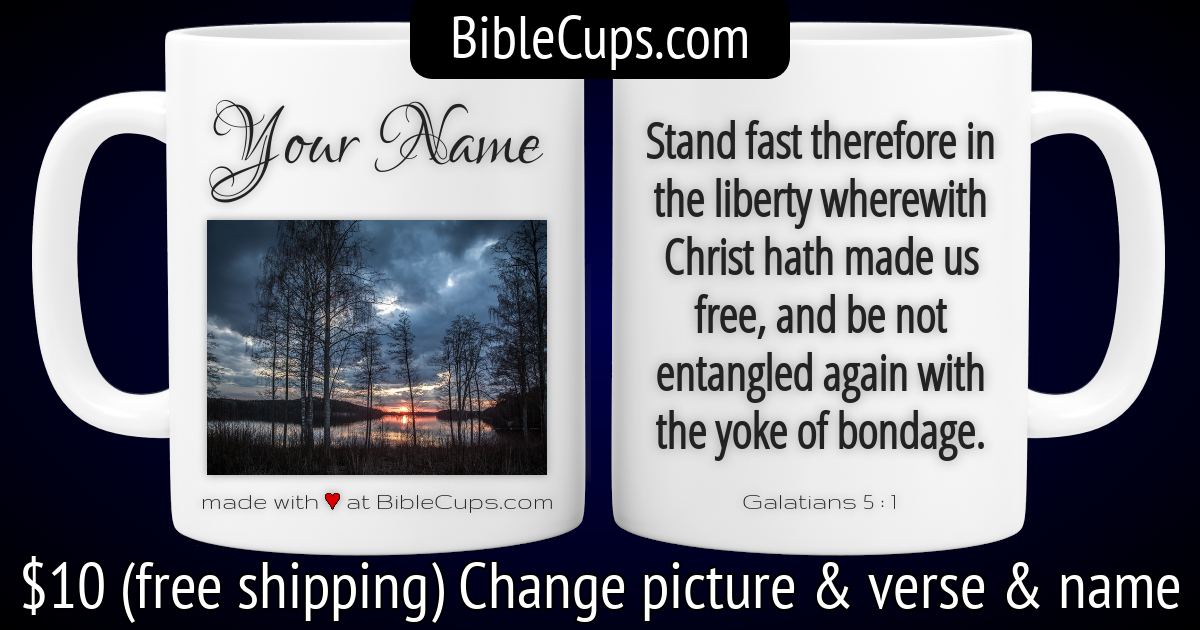 BibleCups.com
Your Name
made with ♥ at BibleCups.com
Stand fast therefore in
the liberty wherewith
Christ hath made us
free, and be not
entangled again with
the yoke of bondage.
Galatians 5 : 1
$10 (free shipping) Change picture & verse & name